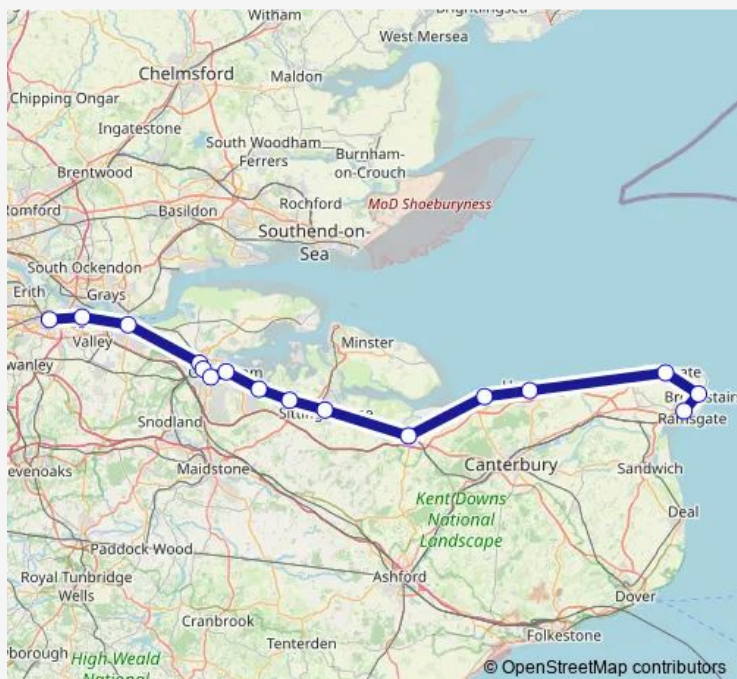 Witham
Brightlingsea
West Mersea
Chelmsford
Maldon
Chipping Ongar
Ingatestone
South Woodham
Ferrers
Burnham-
on-Crouch
Brentwood
Romford
Basildon
Rochford
MoD Shoeburyness
Southend-on-
Sea
South Ockendon
Erith
Grays
Valley
Minster
Snodland
Maidstone
Ramsgate
Canterbury
Sandwich
Kent Downs
National
Landscape
Deal
Paddock Wood
Ashford
Royal Tunbridge
Wells
Dover
Cranbrook
Tenterden
Folkestone
High Weald
National
© OpenStreetMap contributors